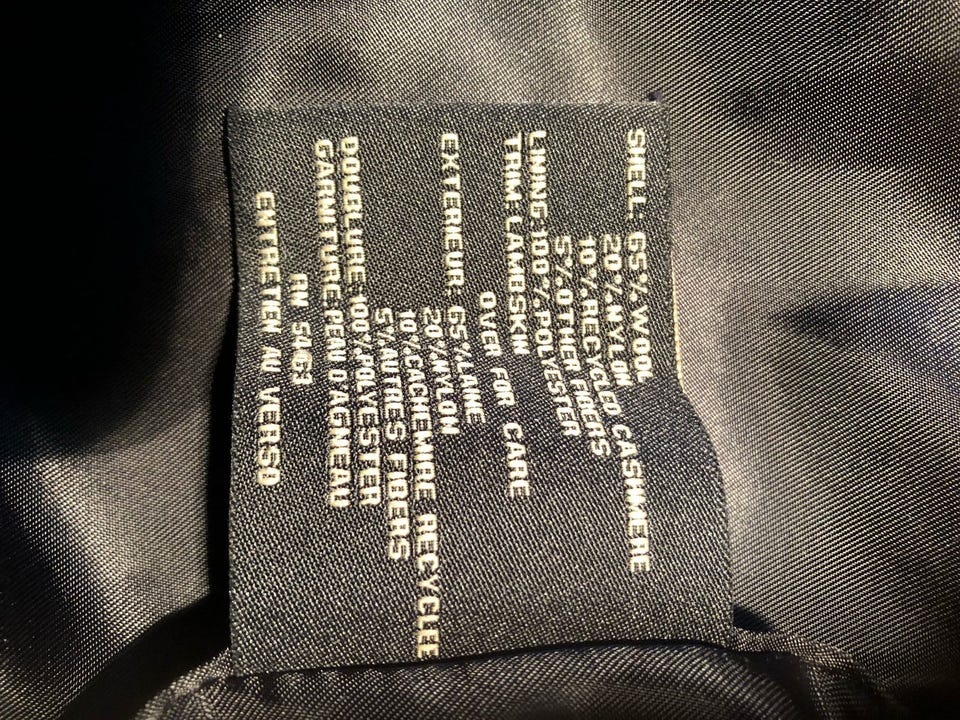 SHELL: 65%WOOL
20%NYLON
10%RECYCLED CASHMERE
5%OTHER FIBERS
LINING:100%POLYESTER
TRIM:LAMBSKIN
OVER FOR CARE
EXTERIEUR: 65%LAINE
20%NYLON
10%CACHEMIRE RECYCLE
5%AUTRES FIBERS
DOUBLURE:100%POLYESTER
GARNITURE:PEAU D'AGNEAU
RN 5463
ENTRETIEN AU VERSO